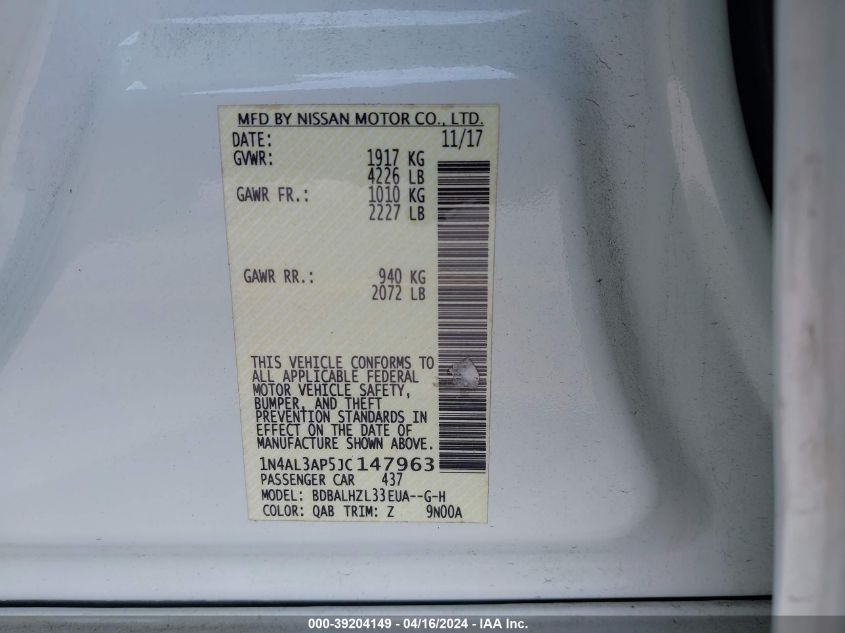 MFD BY NISSAN MOTOR CO., LTD.
DATE: 11/17
GVWR: 1917 KG
4226 LB
GAWR FR.: 1010 KG
2227 LB
GAWR RR.: 940 KG
2072 LB
THIS VEHICLE CONFORMS TO
ALL APPLICABLE FEDERAL
MOTOR VEHICLE SAFETY,
BUMPER, AND THEFT
PREVENTION STANDARDS IN
EFFECT ON THE DATE OF
MANUFACTURE SHOWN ABOVE.
1N4AL3AP5JC147963
PASSENGER CAR 437
MODEL: BDBALHZL33EUA--G-H
COLOR: QAB TRIM: Z 9N00A
000-39204149 - 04/16/2024 - IAA Inc.